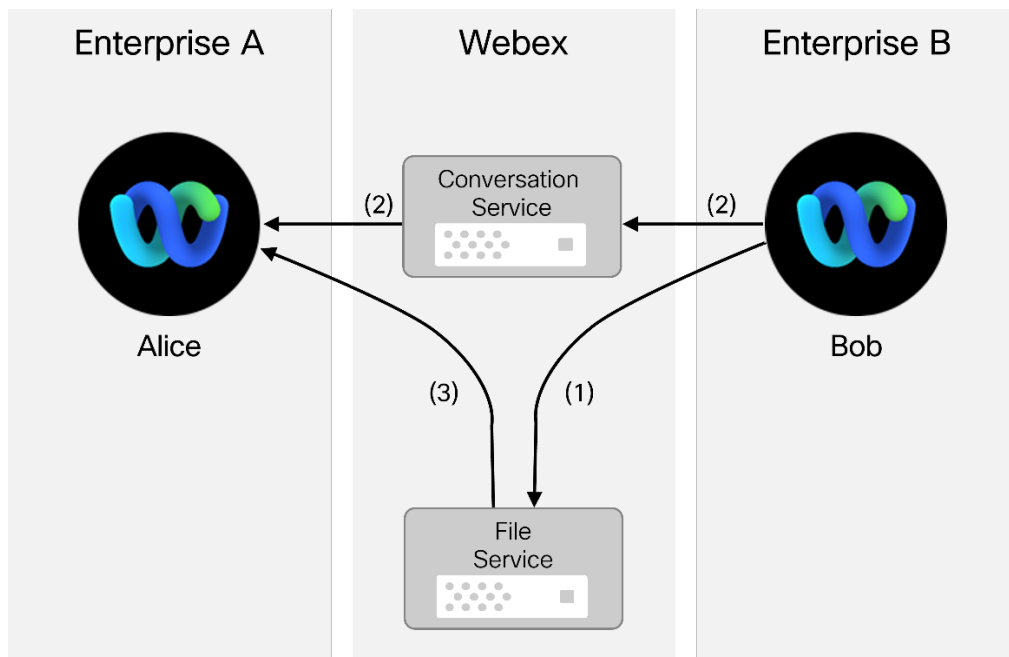 Enterprise A
Webex
Enterprise B
Conversation
Service
(2)
(2)
Alice
Bob
(3)
(1)
File
Service